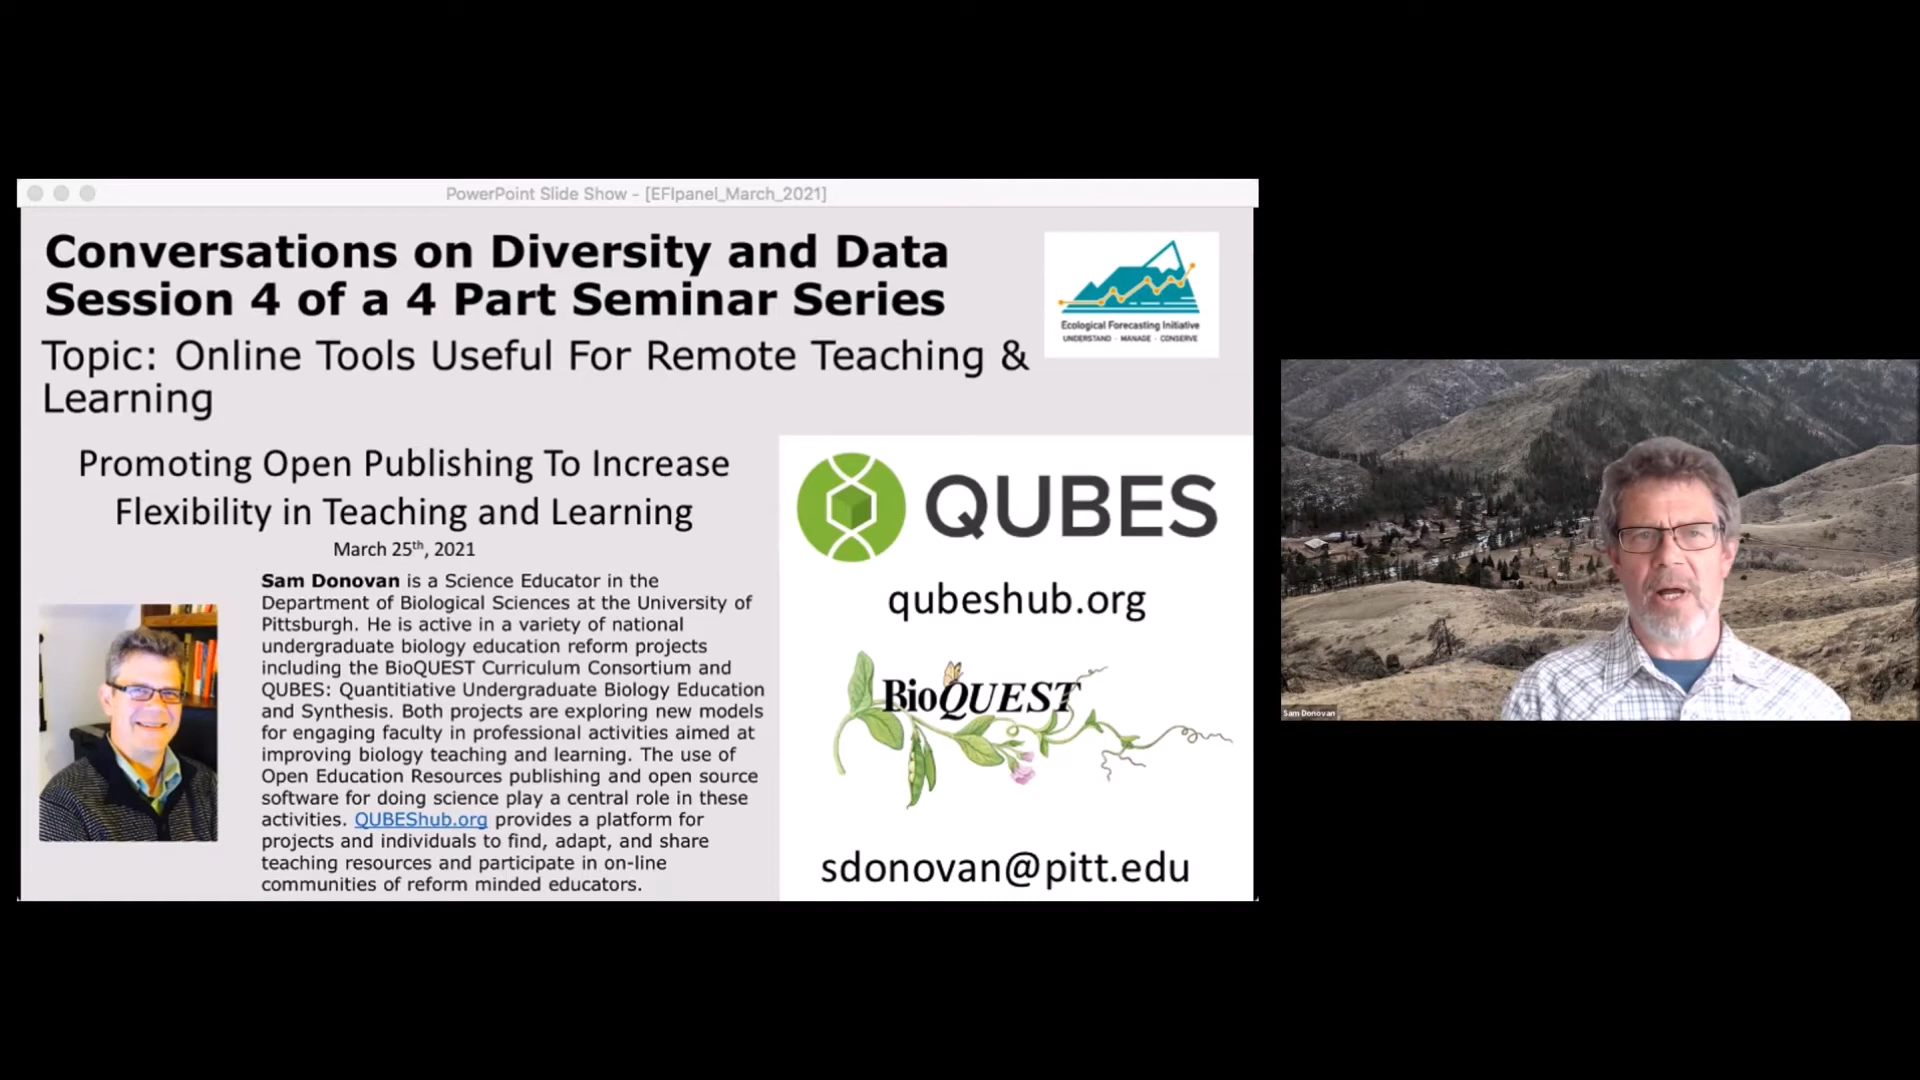 PowerPoint Slide Show - [EFIpanel_March_2021]
Conversations on Diversity and Data
Session 4 of a 4 Part Seminar Series
Topic: Online Tools Useful For Remote Teaching &
Learning
Ecological Forecasting Initiative
UNDERSTAND · MANAGE · CONSERVE
Promoting Open Publishing To Increase
Flexibility in Teaching and Learning
March 25th, 2021
Sam Donovan is a Science Educator in the
Department of Biological Sciences at the University of
Pittsburgh. He is active in a variety of national
undergraduate biology education reform projects
including the BioQUEST Curriculum Consortium and
QUBES: Quantitiative Undergraduate Biology Education
and Synthesis. Both projects are exploring new models
for engaging faculty in professional activities aimed at
improving biology teaching and learning. The use of
Open Education Resources publishing and open source
software for doing science play a central role in these
activities. QUBEShub.org provides a platform for
projects and individuals to find, adapt, and share
teaching resources and participate in on-line
communities of reform minded educators.
QUBES
qubeshub.org
BioQUEST
sdonovan@pitt.edu
Sam Donovan